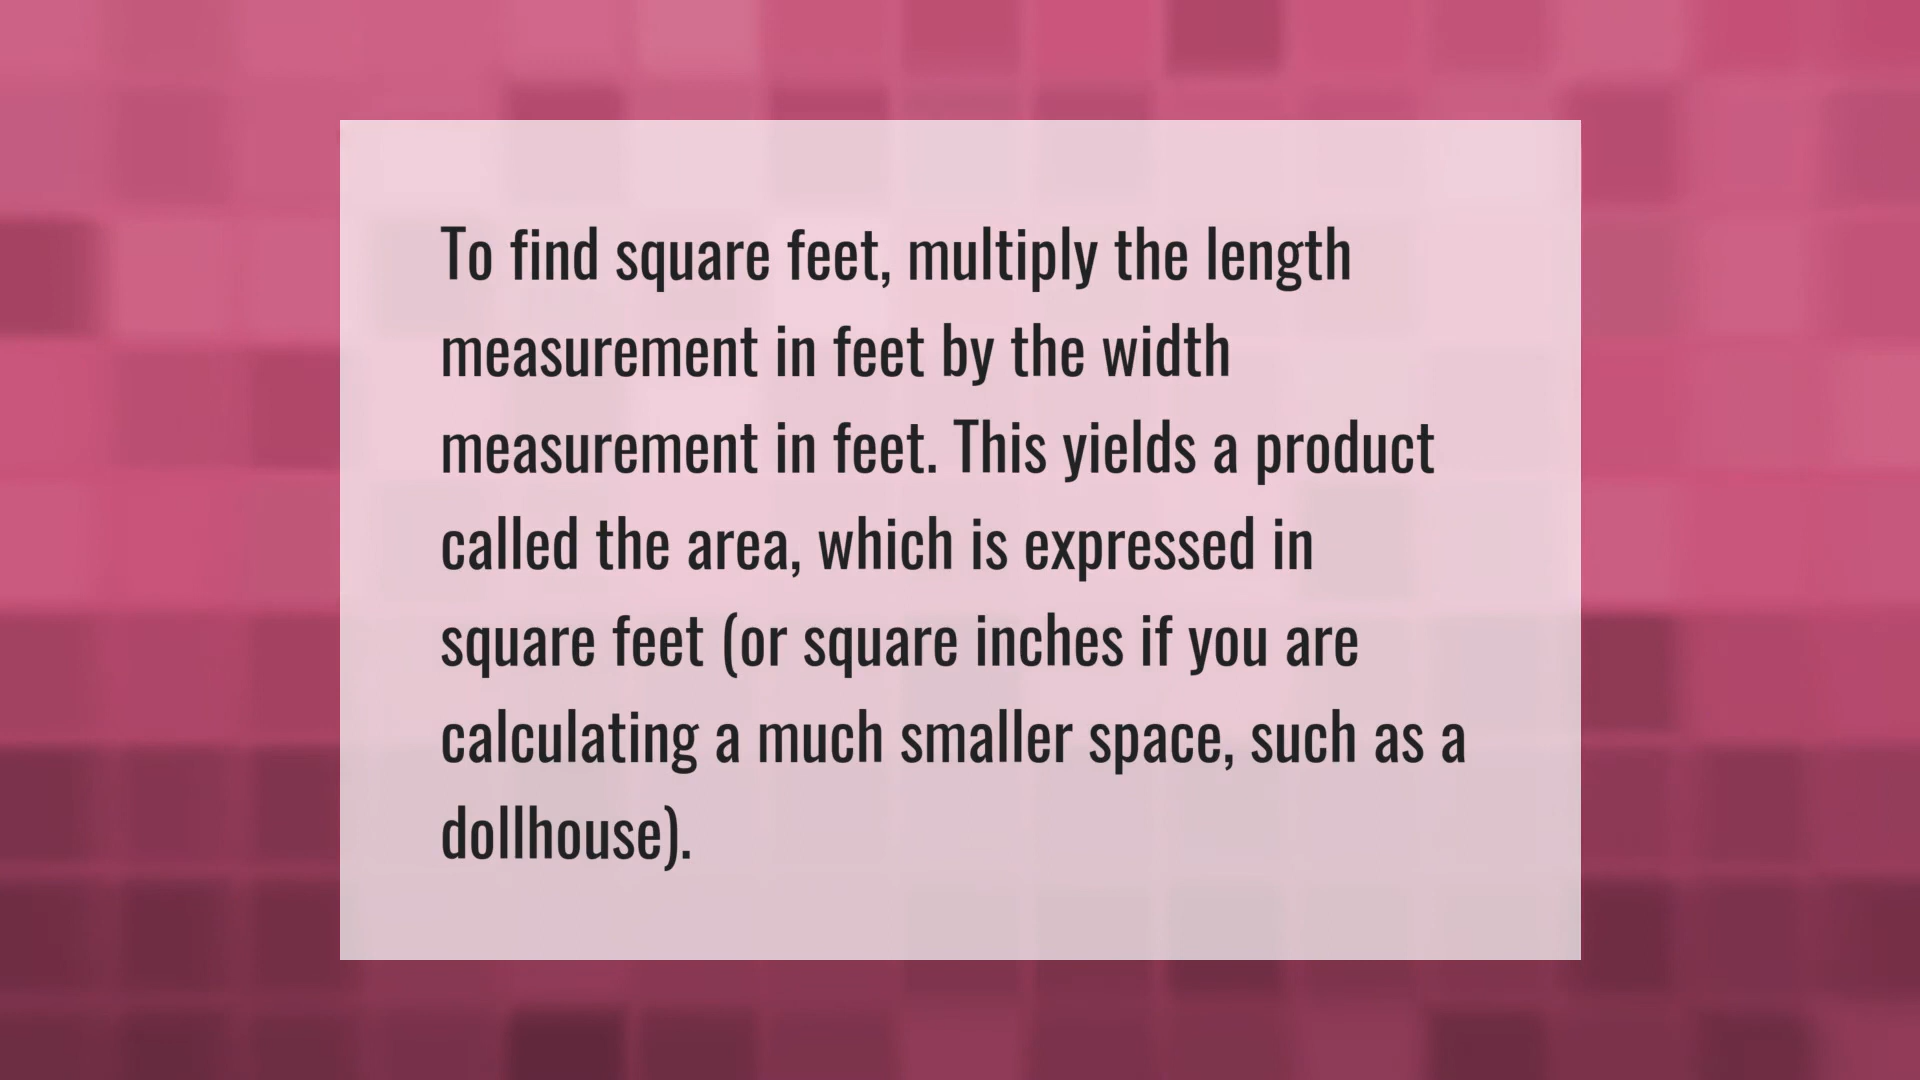 To find square feet, multiply the length
measurement in feet by the width
measurement in feet. This yields a product
called the area, which is expressed in
square feet (or square inches if you are
calculating a much smaller space, such as a
dollhouse).